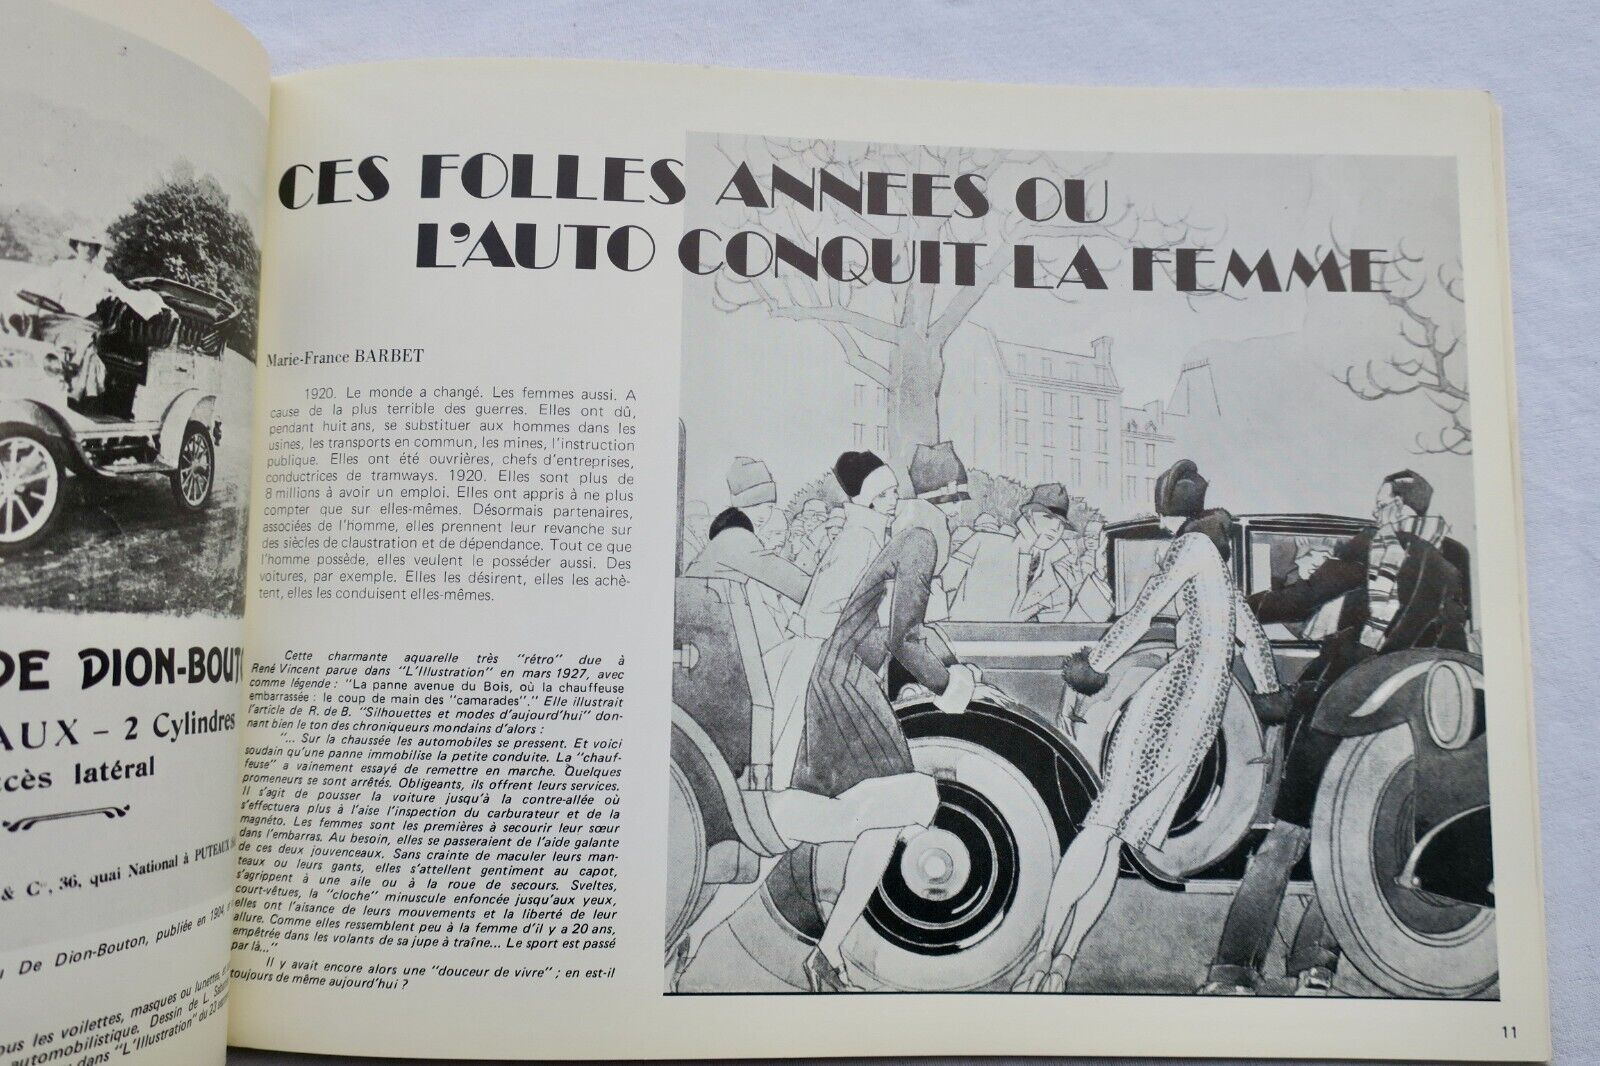 DE DION-BOUTO
AUX – 2 Cylindres
ccès latéral
& Cie, 36, quai National à PUTEAUX
De Dion-Bouton, publiée en 1904
ous les voilettes, masques ou lunettes,
automobilistique. Dessin de L.
dans "L'Illustration" du 23
CES FOLLES ANNEES OU
L'AUTO CONQUIT LA FEMME
Marie-France BARBET
1920. Le monde a changé. Les femmes aussi. A
cause de la plus terrible des guerres. Elles ont dû,
pendant huit ans, se substituer aux hommes dans les
usines, les transports en commun, les mines, l'instruction
publique. Elles ont été ouvrières, chefs d'entreprises,
conductrices de tramways. 1920. Elles sont plus de
8 millions à avoir un emploi. Elles ont appris à ne plus
compter que sur elles-mêmes. Désormais partenaires,
associées de l'homme, elles prennent leur revanche sur
des siècles de claustration et de dépendance. Tout ce que
l'homme possède, elles veulent le posséder aussi. Des
voitures, par exemple. Elles les désirent, elles les achè-
tent, elles les conduisent elles-mêmes.
Cette charmante aquarelle très "rétro" due à
René Vincent parue dans "L'Illustration" en mars 1927, avec
comme légende : "La panne avenue du Bois, où la chauffeuse
embarrassée : le coup de main des "camarades"." Elle illustrait
l'article de R. de B. "Silhouettes et modes d'aujourd'hui" don-
nant bien le ton des chroniqueurs mondains d'alors :
"... Sur la chaussée les automobiles se pressent. Et voici
soudain qu'une panne immobilise la petite conduite. La "chauf-
feuse" a vainement essayé de remettre en marche. Quelques
promeneurs se sont arrêtés. Obligeants, ils offrent leurs services.
Il s'agit de pousser la voiture jusqu'à la contre-allée où
s'effectuera plus à l'aise l'inspection du carburateur et de la
magnéto. Les femmes sont les premières à secourir leur sœur
dans l'embarras. Au besoin, elles se passeraient de l'aide galante
de ces deux jouvenceaux. Sans crainte de maculer leurs man-
teaux ou leurs gants, elles s'attellent gentiment au capot,
s'agrippent à une aile ou à la roue de secours. Sveltes,
court-vêtues, la "cloche" minuscule enfoncée jusqu'aux yeux,
elles ont l'aisance de leurs mouvements et la liberté de leur
allure. Comme elles ressemblent peu à la femme d'il y a 20 ans,
empêtrée dans les volants de sa jupe à traîne... Le sport est passé
par là..."
Il y avait encore alors une "douceur de vivre" ; en est-il
toujours de même aujourd'hui ?
11